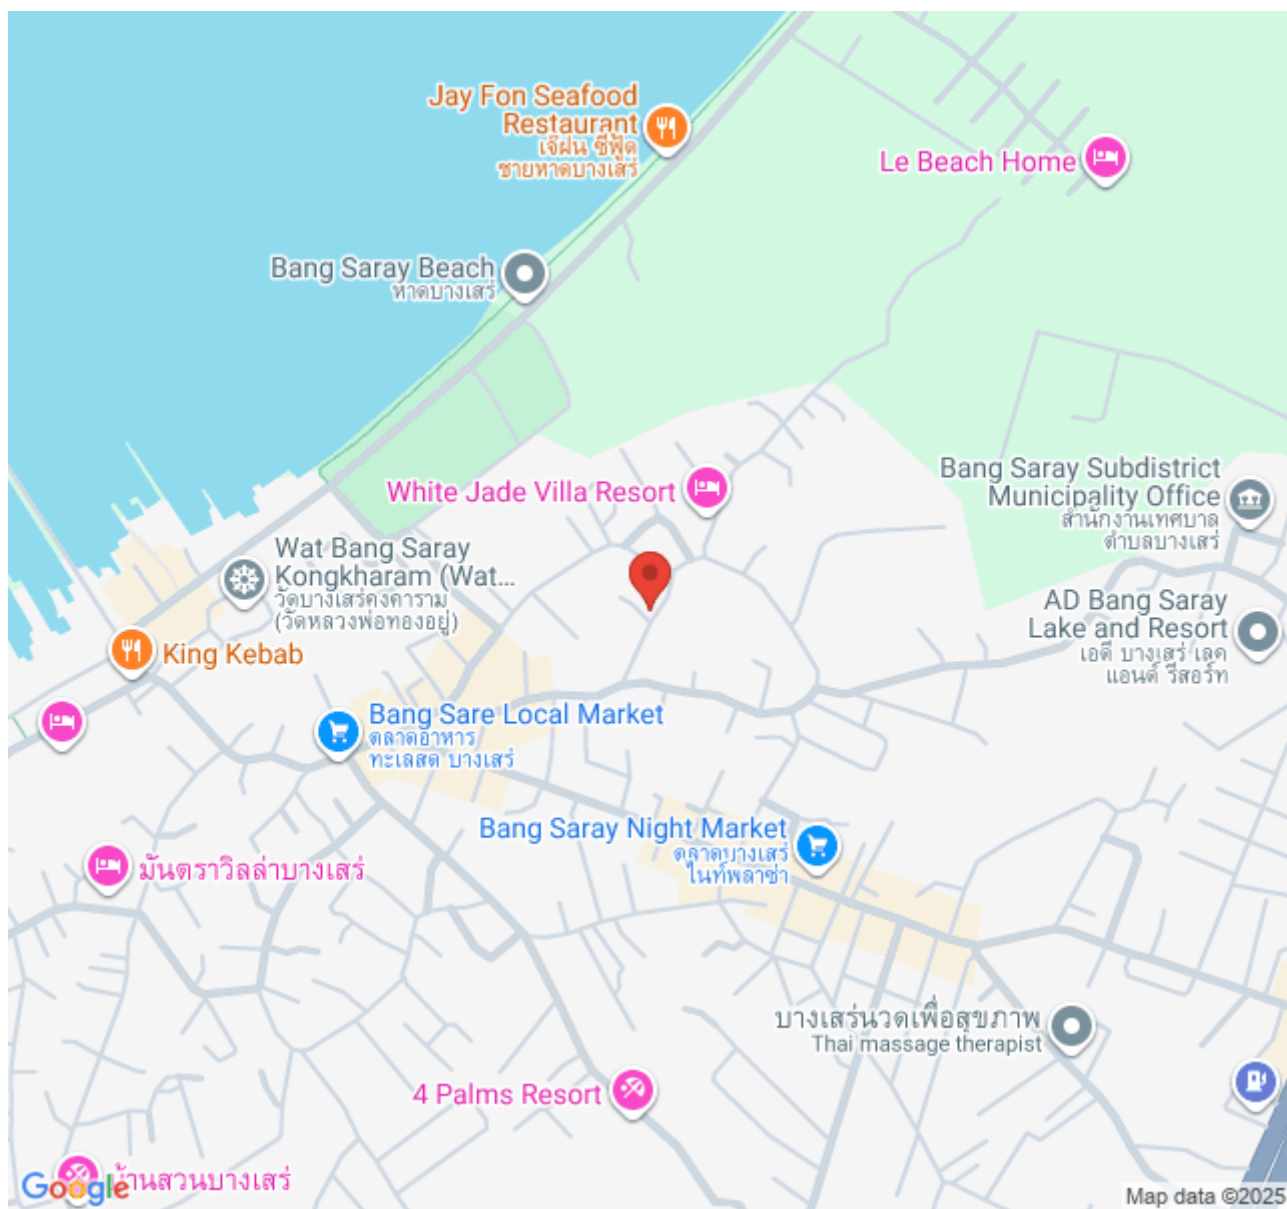 Jay Fon Seafood
Restaurant
เจ๊ฝน ซีฟู้ด
ชายหาดบางเสร่
Le Beach Home
Bang Saray Beach
หาดบางเสร่
White Jade Villa Resort
Bang Saray Subdistrict
Municipality Office
สำนักงานเทศบาล
ตำบลบางเสร่
Wat Bang Saray
Kongkharam (Wat...
วัดบางเสร่คงคาราม
(วัดหลวงพ่อทองอยู่)
AD Bang Saray
Lake and Resort
เอดี บางเสร่ เลค
แอนด์ รีสอร์ท
King Kebab
Bang Sare Local Market
ตลาดอาหาร
ทะเลสด บางเสร่
Bang Saray Night Market
ตลาดบางเสร่
ไนท์พลาซ่า
มันตราวิลล่าบางเสร่
บางเสร่นวดเพื่อสุขภาพ
Thai massage therapist
4 Palms Resort
บ้านสวนบางเสร่
Google
Map data ©2025